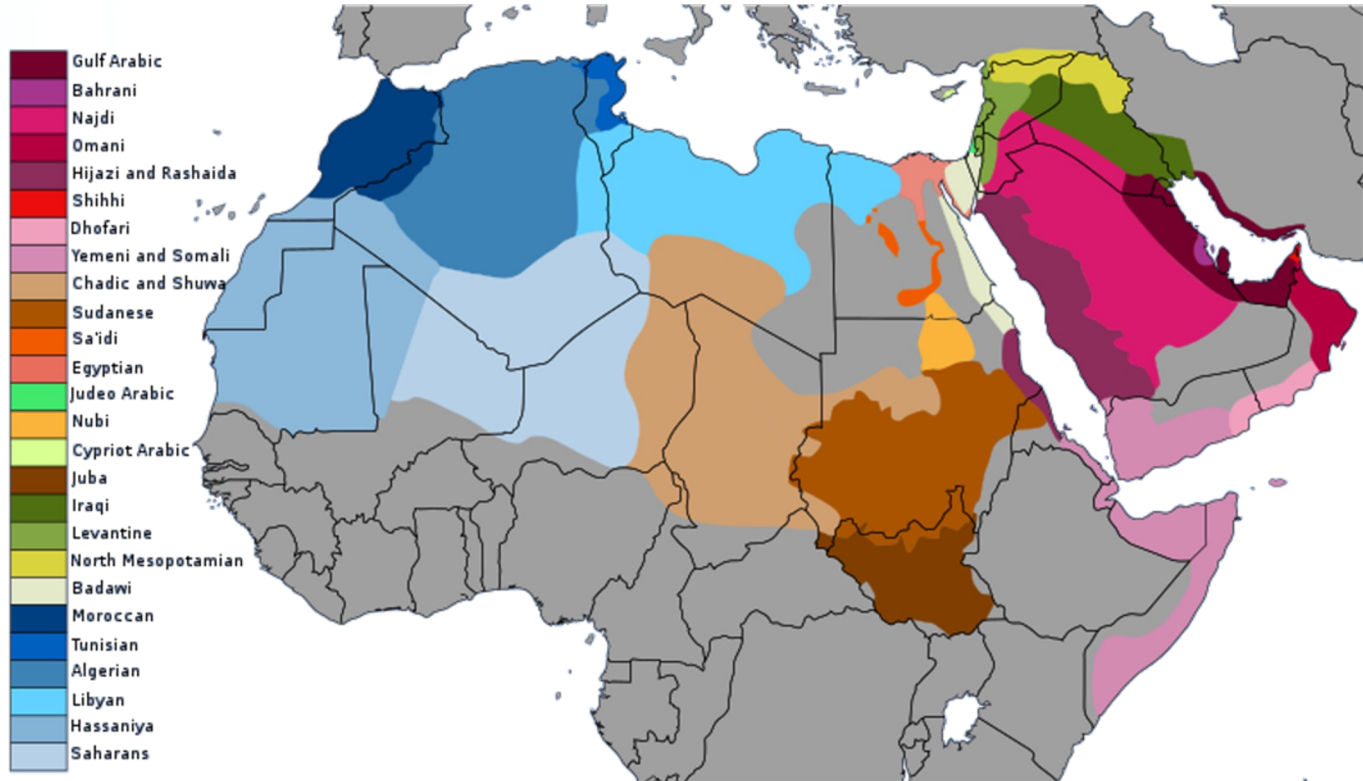 Gulf Arabic
Bahrani
Najdi
Omani
Hijazi and Rashaida
Shihhi
Dhofari
Yemeni and Somali
Chadic and Shuwa
Sudanese
Sa'idi
Egyptian
Judeo Arabic
Nubi
Cypriot Arabic
Juba
Iraqi
Levantine
North Mesopotamian
Badawi
Moroccan
Tunisian
Algerian
Libyan
Hassaniya
Saharans